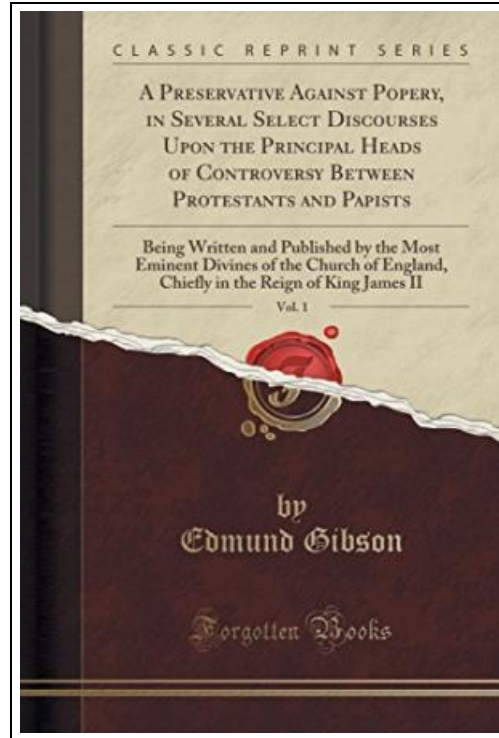 CLASSIC REPRINT SERIES
A Preservative Against Popery,
in Several Select Discourses
Upon the Principal Heads
of Controversy Between
Protestants and Papists
Being Written and Published by the Most
Eminent Divines of the Church of England,
Chiefly in the Reign of King James II
Vol. 1
by
Edmund Gibson
Forgotten Books